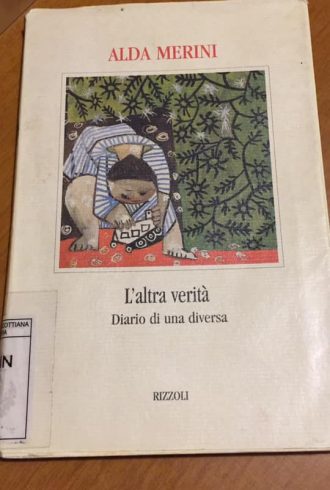 ALDA MERINI
L'altra verità
Diario di una diversa
RIZZOLI